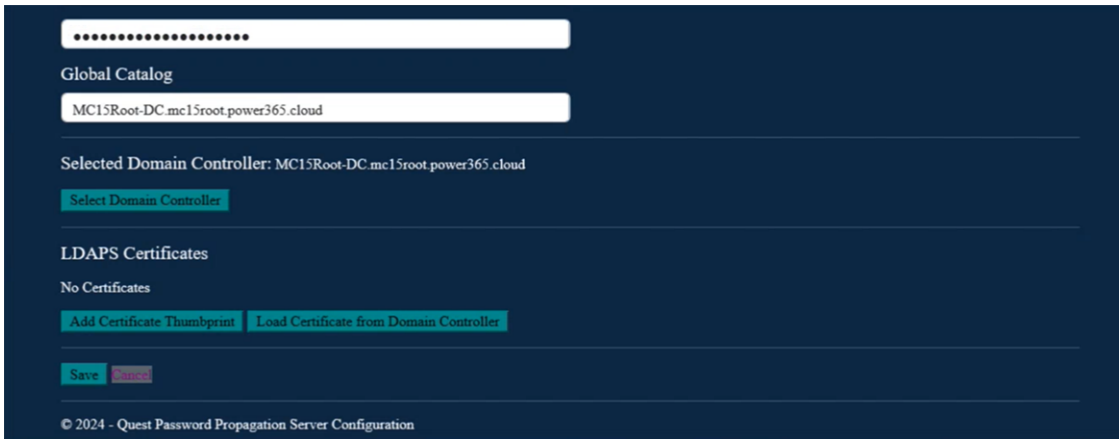 ••••••••••••••••••••
Global Catalog
MC15Root-DC.mc15root.power365.cloud
Selected Domain Controller: MC15Root-DC.mc15root.power365.cloud
Select Domain Controller
LDAPS Certificates
No Certificates
Add Certificate Thumbprint Load Certificate from Domain Controller
Save Cancel
© 2024 - Quest Password Propagation Server Configuration